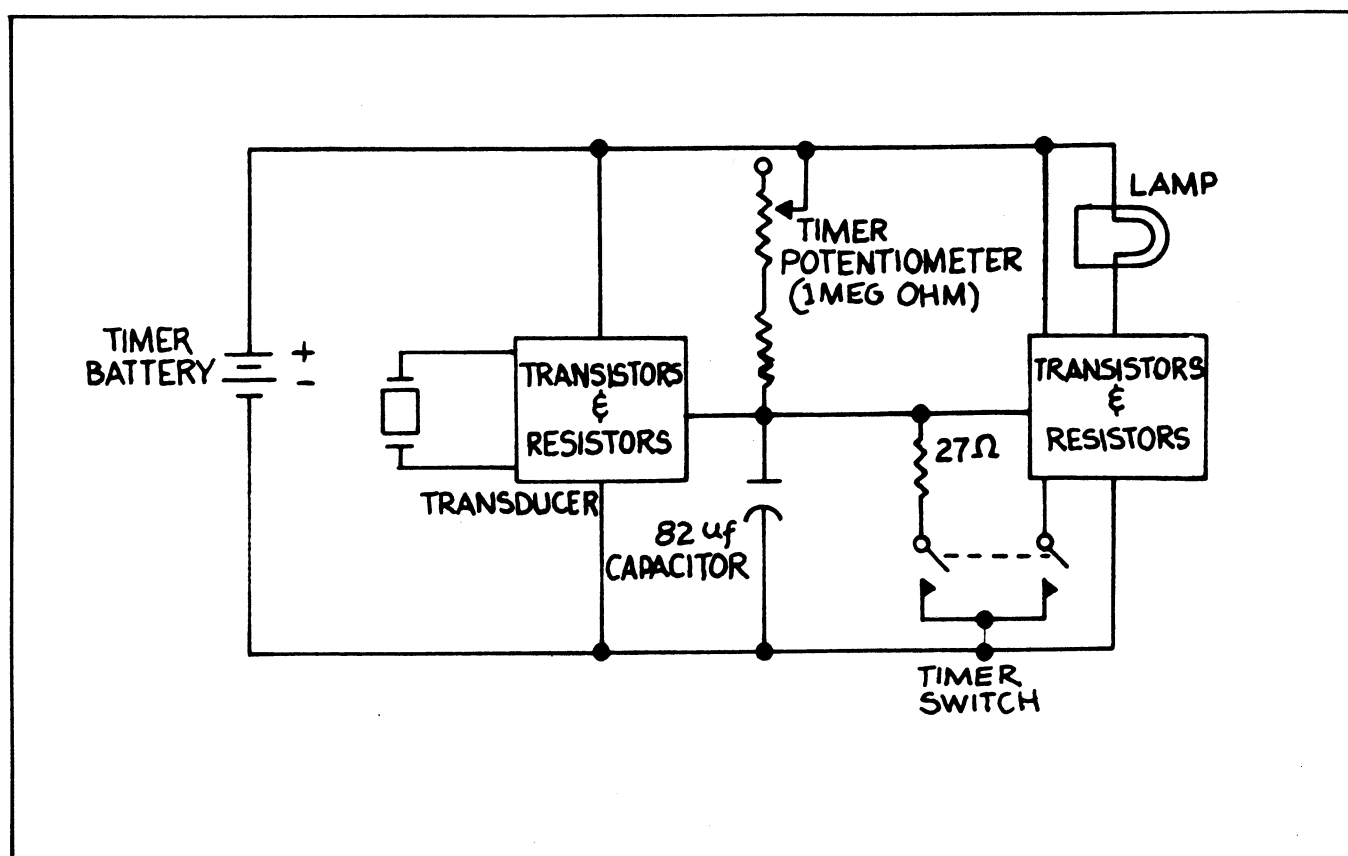 LAMP
TIMER
POTENTIOMETER
(1MEG OHM)
TIMER
BATTERY
+
-
TRANSISTORS
&
RESISTORS
TRANSISTORS
&
RESISTORS
27Ω
TRANSDUCER
82 uf
CAPACITOR
TIMER
SWITCH